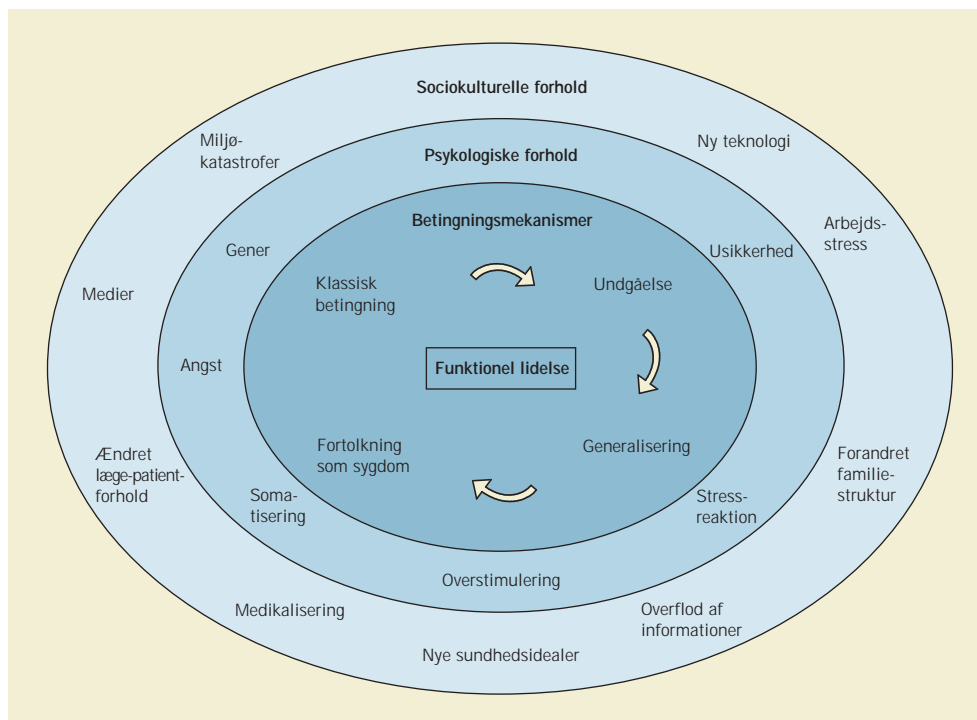 Sociokulturelle forhold
Miljø-
katastrofer
Ny teknologi
Psykologiske forhold
Betingningsmekanismer
Arbejds-
stress
Gener
Usikkerhed
Klassisk
betingning
Undgåelse
Medier
Angst
Funktionel lidelse
Fortolkning
som sygdom
Generalisering
Ændret
læge-patient-
forhold
Forandret
familie-
struktur
Soma-
tisering
Stress-
reaktion
Overstimulering
Medikalisering
Overflod af
informationer
Nye sundhedsidealer